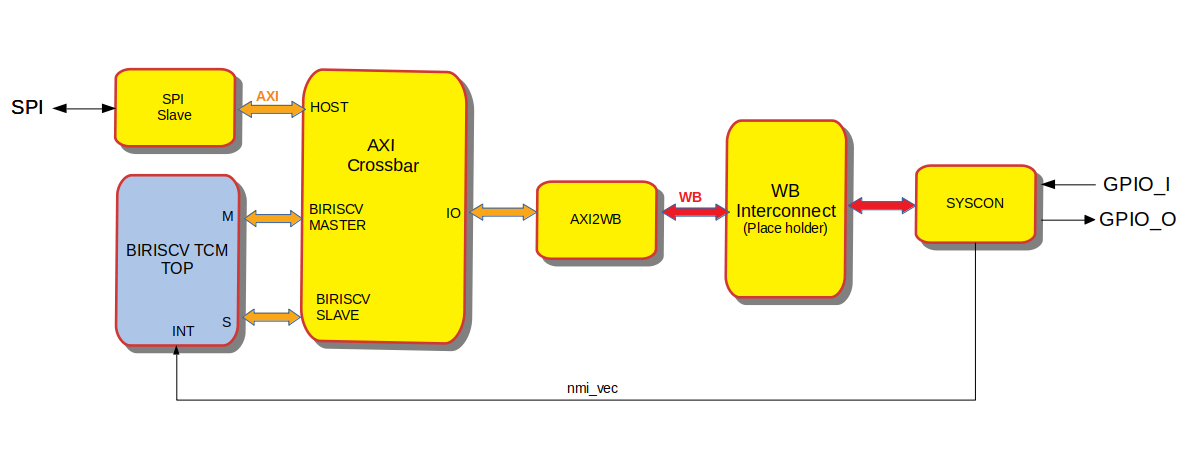 SPI
SPI
Slave
AXI
HOST
AXI
Crossbar
BIRISCV TCM
TOP
M
S
INT
BIRISCV
MASTER
BIRISCV
SLAVE
IO
AXI2WB
WB
WB
Interconnect
(Place holder)
SYSCON
GPIO_I
GPIO_O
nmi_vec